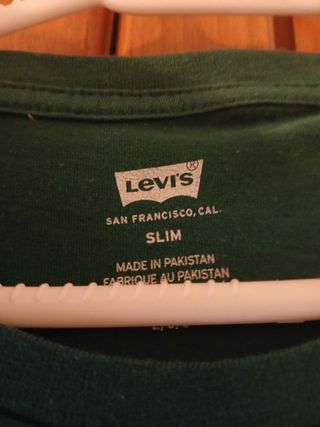 Levi's®
SAN FRANCISCO, CAL.
SLIM
MADE IN PAKISTAN
FABRIQUE AU PAKISTAN